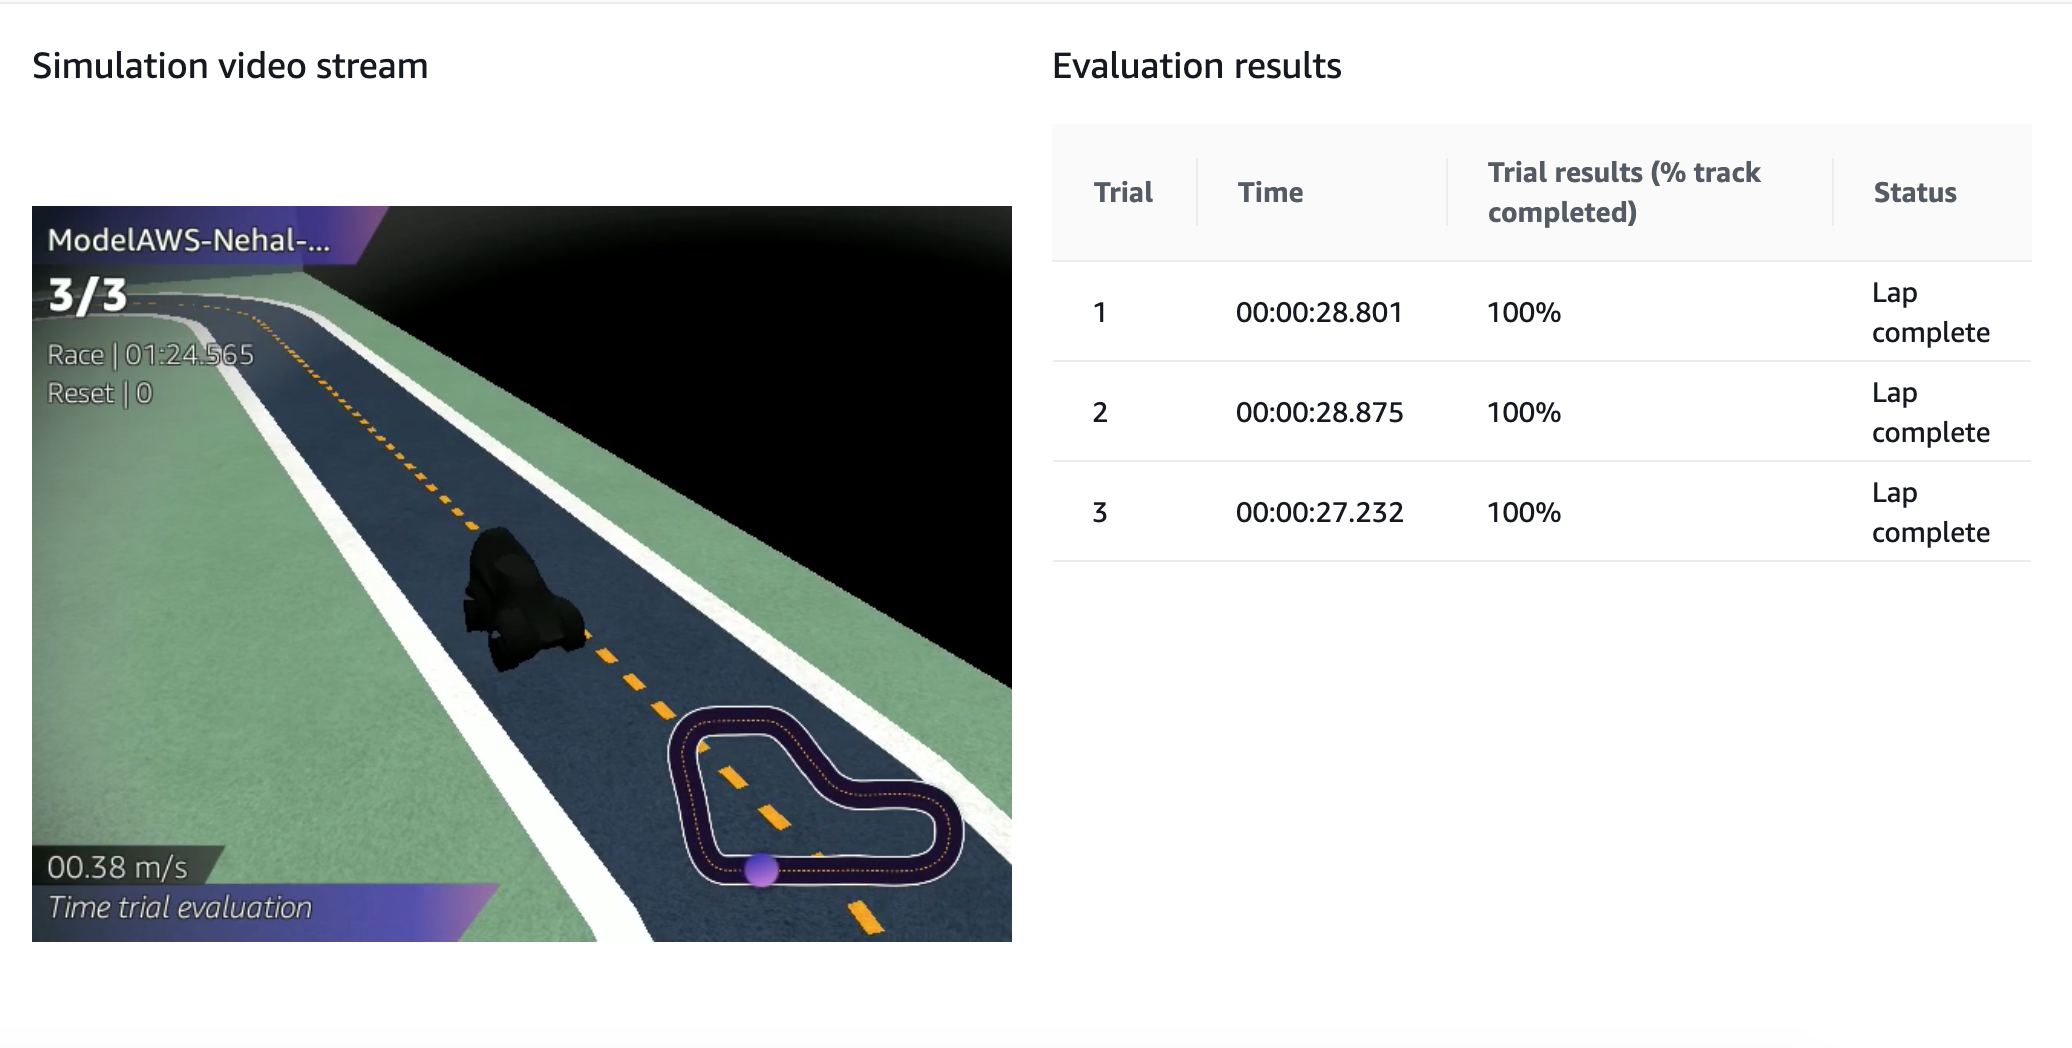 Simulation video stream
Evaluation results
ModelAWS-Nehal-...
3/3
Race | 01:24.565
Reset | 0
00.38 m/s
Time trial evaluation
Trial
Time
Trial results (% track
completed)
Status
1
00:00:28.801
100%
Lap
complete
2
00:00:28.875
100%
Lap
complete
3
00:00:27.232
100%
Lap
complete